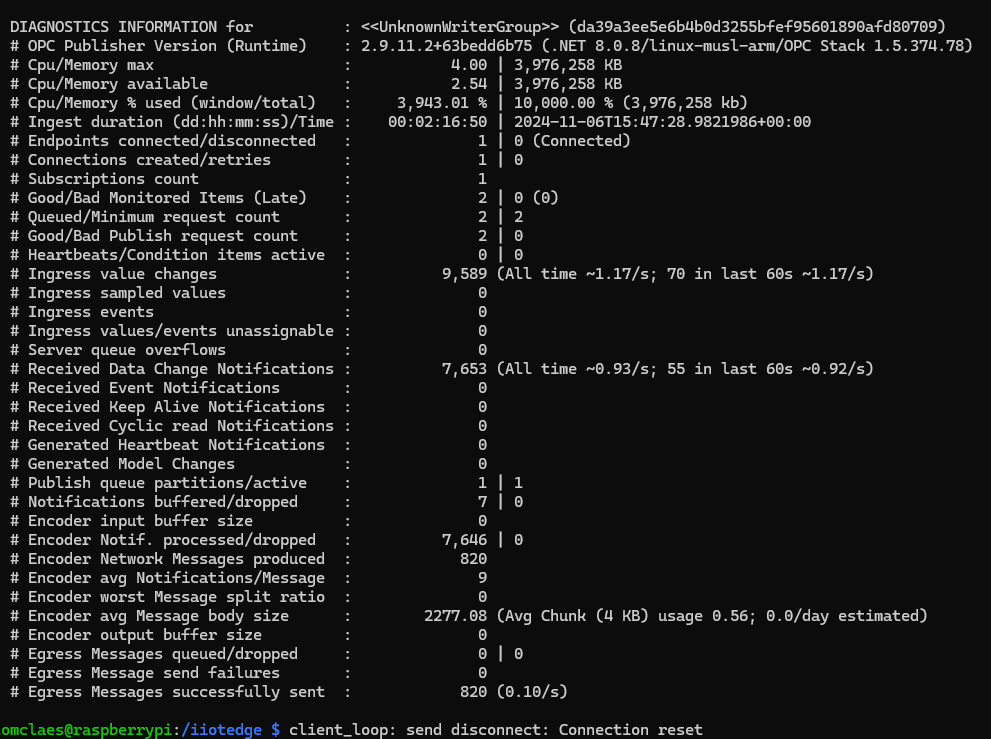 DIAGNOSTICS INFORMATION for          : <<UnknownWriterGroup>> (da39a3ee5e6b4b0d3255bfef95601890afd80709)
# OPC Publisher Version (Runtime)    : 2.9.11.2+63bedd6b75 (.NET 8.0.8/linux-musl-arm/OPC Stack 1.5.374.78)
# Cpu/Memory max                     :           4.00 | 3,976,258 KB
# Cpu/Memory available               :           2.54 | 3,976,258 KB
# Cpu/Memory % used (window/total)   :     3,943.01 % | 10,000.00 % (3,976,258 kb)
# Ingest duration (dd:hh:mm:ss)/Time :    00:02:16:50 | 2024-11-06T15:47:28.9821986+00:00
# Endpoints connected/disconnected   :              1 | 0 (Connected)
# Connections created/retries        :              1 | 0
# Subscriptions count                :              1
# Good/Bad Monitored Items (Late)    :              2 | 0 (0)
# Queued/Minimum request count       :              2 | 2
# Good/Bad Publish request count     :              2 | 0
# Heartbeats/Condition items active  :              0 | 0
# Ingress value changes              :          9,589 (All time ~1.17/s; 70 in last 60s ~1.17/s)
# Ingress sampled values             :              0
# Ingress events                     :              0
# Ingress values/events unassignable :              0
# Server queue overflows             :              0
# Received Data Change Notifications :          7,653 (All time ~0.93/s; 55 in last 60s ~0.92/s)
# Received Event Notifications       :              0
# Received Keep Alive Notifications  :              0
# Received Cyclic read Notifications :              0
# Generated Heartbeat Notifications  :              0
# Generated Model Changes            :              0
# Publish queue partitions/active    :              1 | 1
# Notifications buffered/dropped     :              7 | 0
# Encoder input buffer size          :              0
# Encoder Notif. processed/dropped   :          7,646 | 0
# Encoder Network Messages produced  :            820
# Encoder avg Notifications/Message  :              9
# Encoder worst Message split ratio  :              0
# Encoder avg Message body size      :        2277.08 (Avg Chunk (4 KB) usage 0.56; 0.0/day estimated)
# Encoder output buffer size         :              0
# Egress Messages queued/dropped     :              0 | 0
# Egress Message send failures       :              0
# Egress Messages successfully sent  :            820 (0.10/s)
omclaes@raspberrypi:/iiotedge $ client_loop: send disconnect: Connection reset